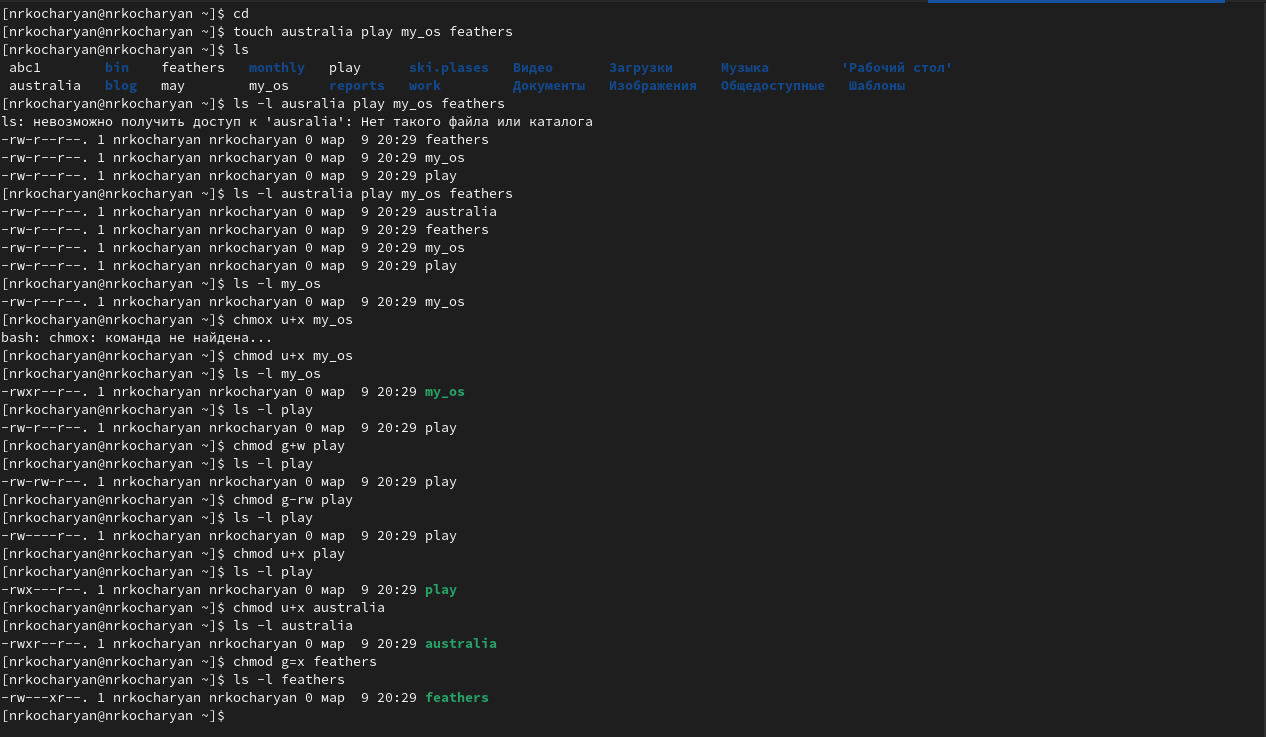 [nrkocharyan@nrkocharyan ~]$ cd
[nrkocharyan@nrkocharyan ~]$ touch australia play my_os feathers
[nrkocharyan@nrkocharyan ~]$ ls
abc1 bin feathers monthly play ski.plases Видео Загрузки Музыка 'Рабочий стол'
australia blog may my_os reports work Документы Изображения Общедоступные Шаблоны
[nrkocharyan@nrkocharyan ~]$ ls -l ausralia play my_os feathers
ls: невозможно получить доступ к 'ausralia': Нет такого файла или каталога
-rw-r--r--. 1 nrkocharyan nrkocharyan 0 мар  9 20:29 feathers
-rw-r--r--. 1 nrkocharyan nrkocharyan 0 мар  9 20:29 my_os
-rw-r--r--. 1 nrkocharyan nrkocharyan 0 мар  9 20:29 play
[nrkocharyan@nrkocharyan ~]$ ls -l australia play my_os feathers
-rw-r--r--. 1 nrkocharyan nrkocharyan 0 мар  9 20:29 australia
-rw-r--r--. 1 nrkocharyan nrkocharyan 0 мар  9 20:29 feathers
-rw-r--r--. 1 nrkocharyan nrkocharyan 0 мар  9 20:29 my_os
-rw-r--r--. 1 nrkocharyan nrkocharyan 0 мар  9 20:29 play
[nrkocharyan@nrkocharyan ~]$ ls -l my_os
-rw-r--r--. 1 nrkocharyan nrkocharyan 0 мар  9 20:29 my_os
[nrkocharyan@nrkocharyan ~]$ chmox u+x my_os
bash: chmox: команда не найдена...
[nrkocharyan@nrkocharyan ~]$ chmod u+x my_os
[nrkocharyan@nrkocharyan ~]$ ls -l my_os
-rwxr--r--. 1 nrkocharyan nrkocharyan 0 мар  9 20:29 my_os
[nrkocharyan@nrkocharyan ~]$ ls -l play
-rw-r--r--. 1 nrkocharyan nrkocharyan 0 мар  9 20:29 play
[nrkocharyan@nrkocharyan ~]$ chmod g+w play
[nrkocharyan@nrkocharyan ~]$ ls -l play
-rw-rw-r--. 1 nrkocharyan nrkocharyan 0 мар  9 20:29 play
[nrkocharyan@nrkocharyan ~]$ chmod g-rw play
[nrkocharyan@nrkocharyan ~]$ ls -l play
-rw----r--. 1 nrkocharyan nrkocharyan 0 мар  9 20:29 play
[nrkocharyan@nrkocharyan ~]$ chmod u+x play
[nrkocharyan@nrkocharyan ~]$ ls -l play
-rwx---r--. 1 nrkocharyan nrkocharyan 0 мар  9 20:29 play
[nrkocharyan@nrkocharyan ~]$ chmod u+x australia
[nrkocharyan@nrkocharyan ~]$ ls -l australia
-rwxr--r--. 1 nrkocharyan nrkocharyan 0 мар  9 20:29 australia
[nrkocharyan@nrkocharyan ~]$ chmod g=x feathers
[nrkocharyan@nrkocharyan ~]$ ls -l feathers
-rw---xr--. 1 nrkocharyan nrkocharyan 0 мар  9 20:29 feathers
[nrkocharyan@nrkocharyan ~]$